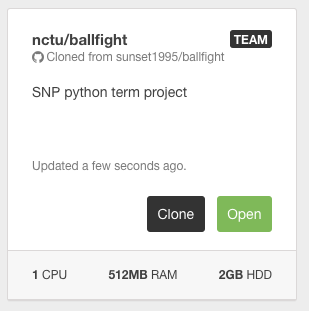 nctu/ballfight TEAM
Cloned from sunset1995/ballfight
SNP python term project
Updated a few seconds ago.
Clone Open
1 CPU 512MB RAM 2GB HDD